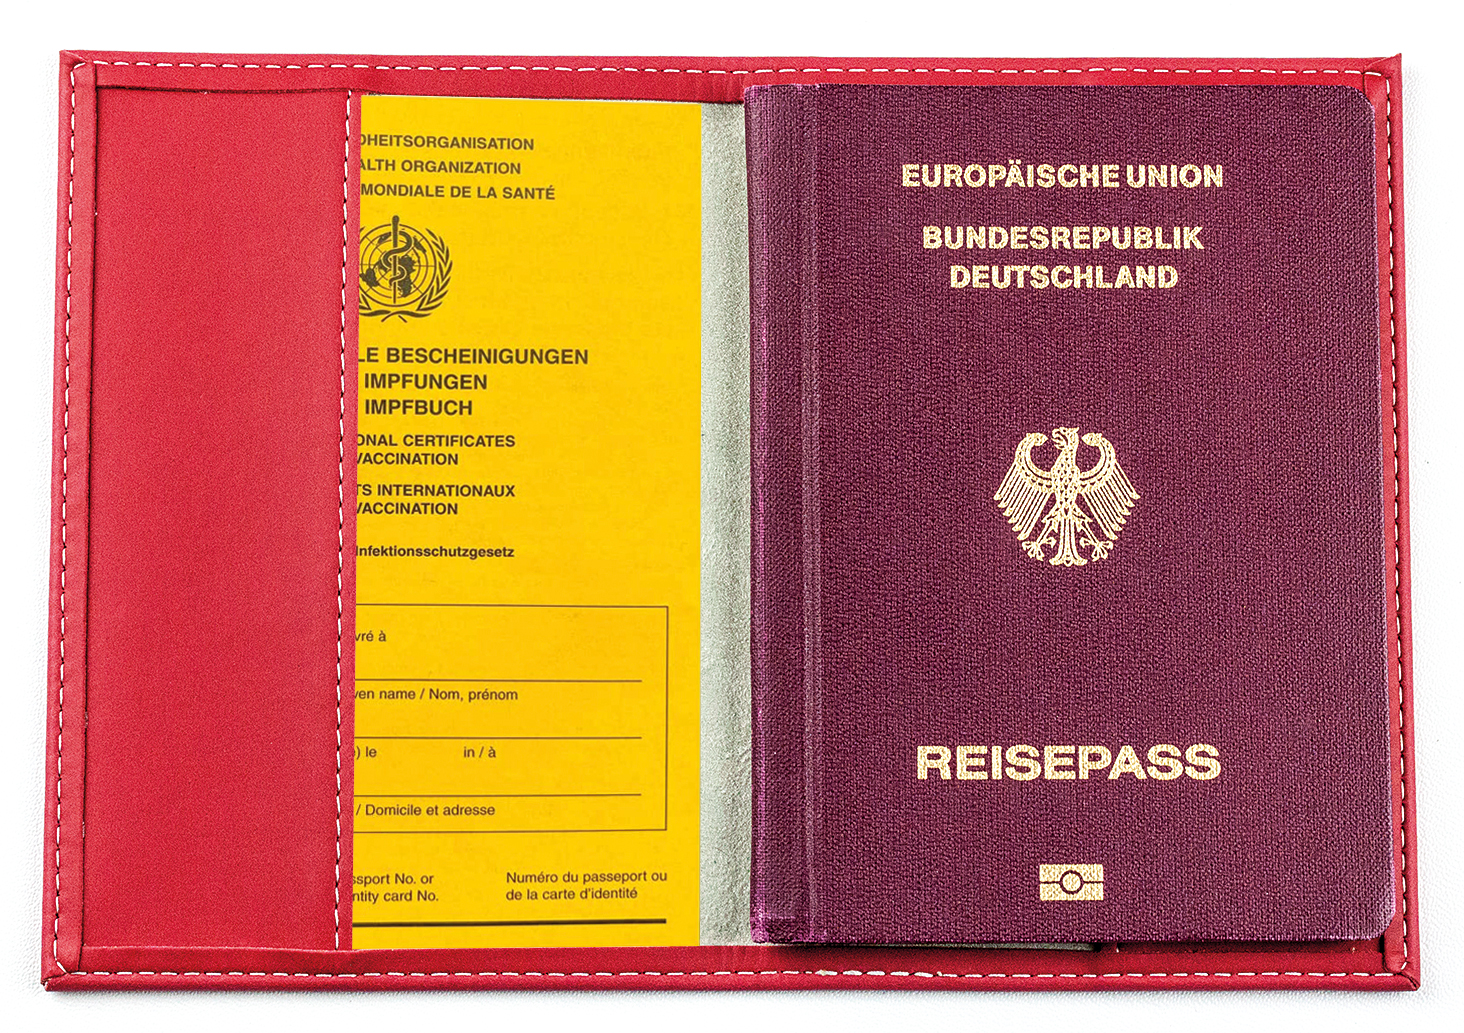 HEITSORGANISATION
ALTH ORGANIZATION
MONDIALE DE LA SANTÉ
LE BESCHEINIGUNGEN
IMPFUNGEN
IMPFBUCH
ONAL CERTIFICATES
VACCINATION
TS INTERNATIONAUX
VACCINATION
Infektionsschutzgesetz
vré à
ven name / Nom, prénom
) le in / à
/ Domicile et adresse
ssport No. or
ntity card No.
Numéro du passeport ou
de la carte d'identité
EUROPÄISCHE UNION
BUNDESREPUBLIK
DEUTSCHLAND
REISEPASS